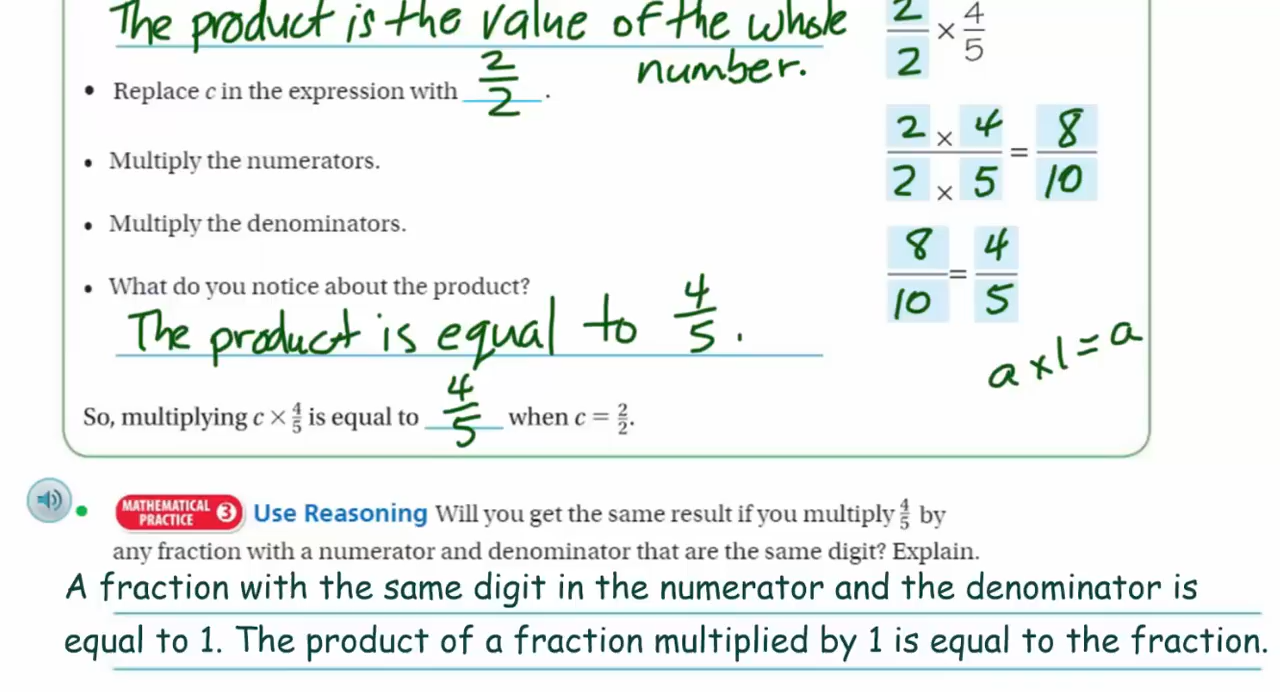 The product is the value of the whole
number.
2/2 × 4/5
• Replace c in the expression with 2/2.
• Multiply the numerators.
2 × 4 / 2 × 5 = 8/10
• Multiply the denominators.
8/10 = 4/5
• What do you notice about the product?
The product is equal to 4/5.
a × 1 = a
So, multiplying c × 4/5 is equal to 4/5 when c = 2/2.
MATHEMATICAL PRACTICE 3 Use Reasoning Will you get the same result if you multiply 4/5 by
any fraction with a numerator and denominator that are the same digit? Explain.
A fraction with the same digit in the numerator and the denominator is
equal to 1. The product of a fraction multiplied by 1 is equal to the fraction.